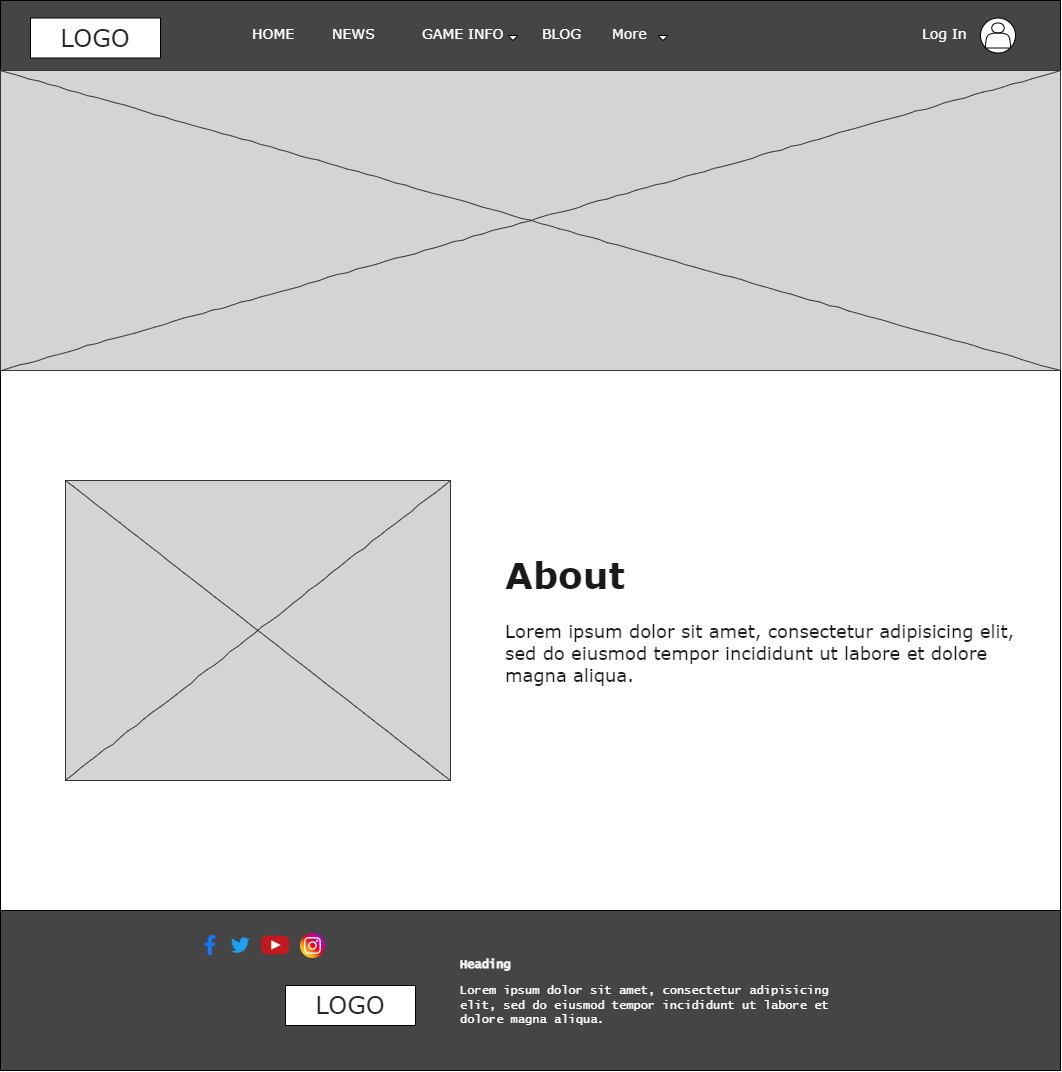 LOGO HOME NEWS GAME INFO BLOG More Log In
About
Lorem ipsum dolor sit amet, consectetur adipisicing elit,
sed do eiusmod tempor incididunt ut labore et dolore
magna aliqua.
LOGO
Heading
Lorem ipsum dolor sit amet, consectetur adipisicing
elit, sed do eiusmod tempor incididunt ut labore et
dolore magna aliqua.